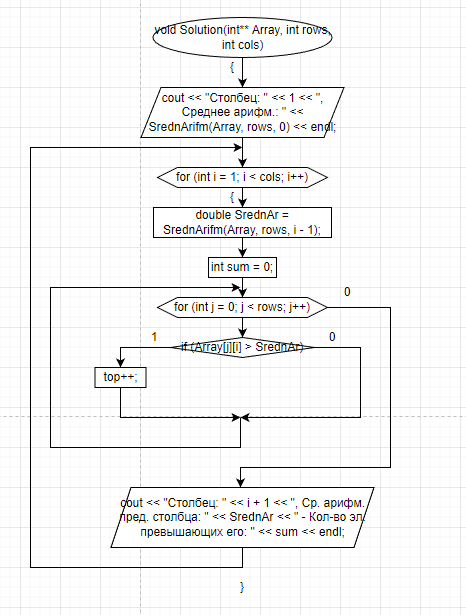 void Solution(int** Array, int rows,
int cols)
{
cout << "Столбец: " << 1 << ",
Среднее арифм.: " <<
SrednArifm(Array, rows, 0) << endl;
for (int i = 1; i < cols; i++)
{
double SrednAr =
SrednArifm(Array, rows, i - 1);
int sum = 0;
for (int j = 0; j < rows; j++)
0
if (Array[j][i] > SrednAr)
1
0
top++;
cout << "Столбец: " << i + 1 << ", Ср. арифм.
пред. столбца: " << SrednAr << " - Кол-во эл.
превышающих его: " << sum << endl;
}